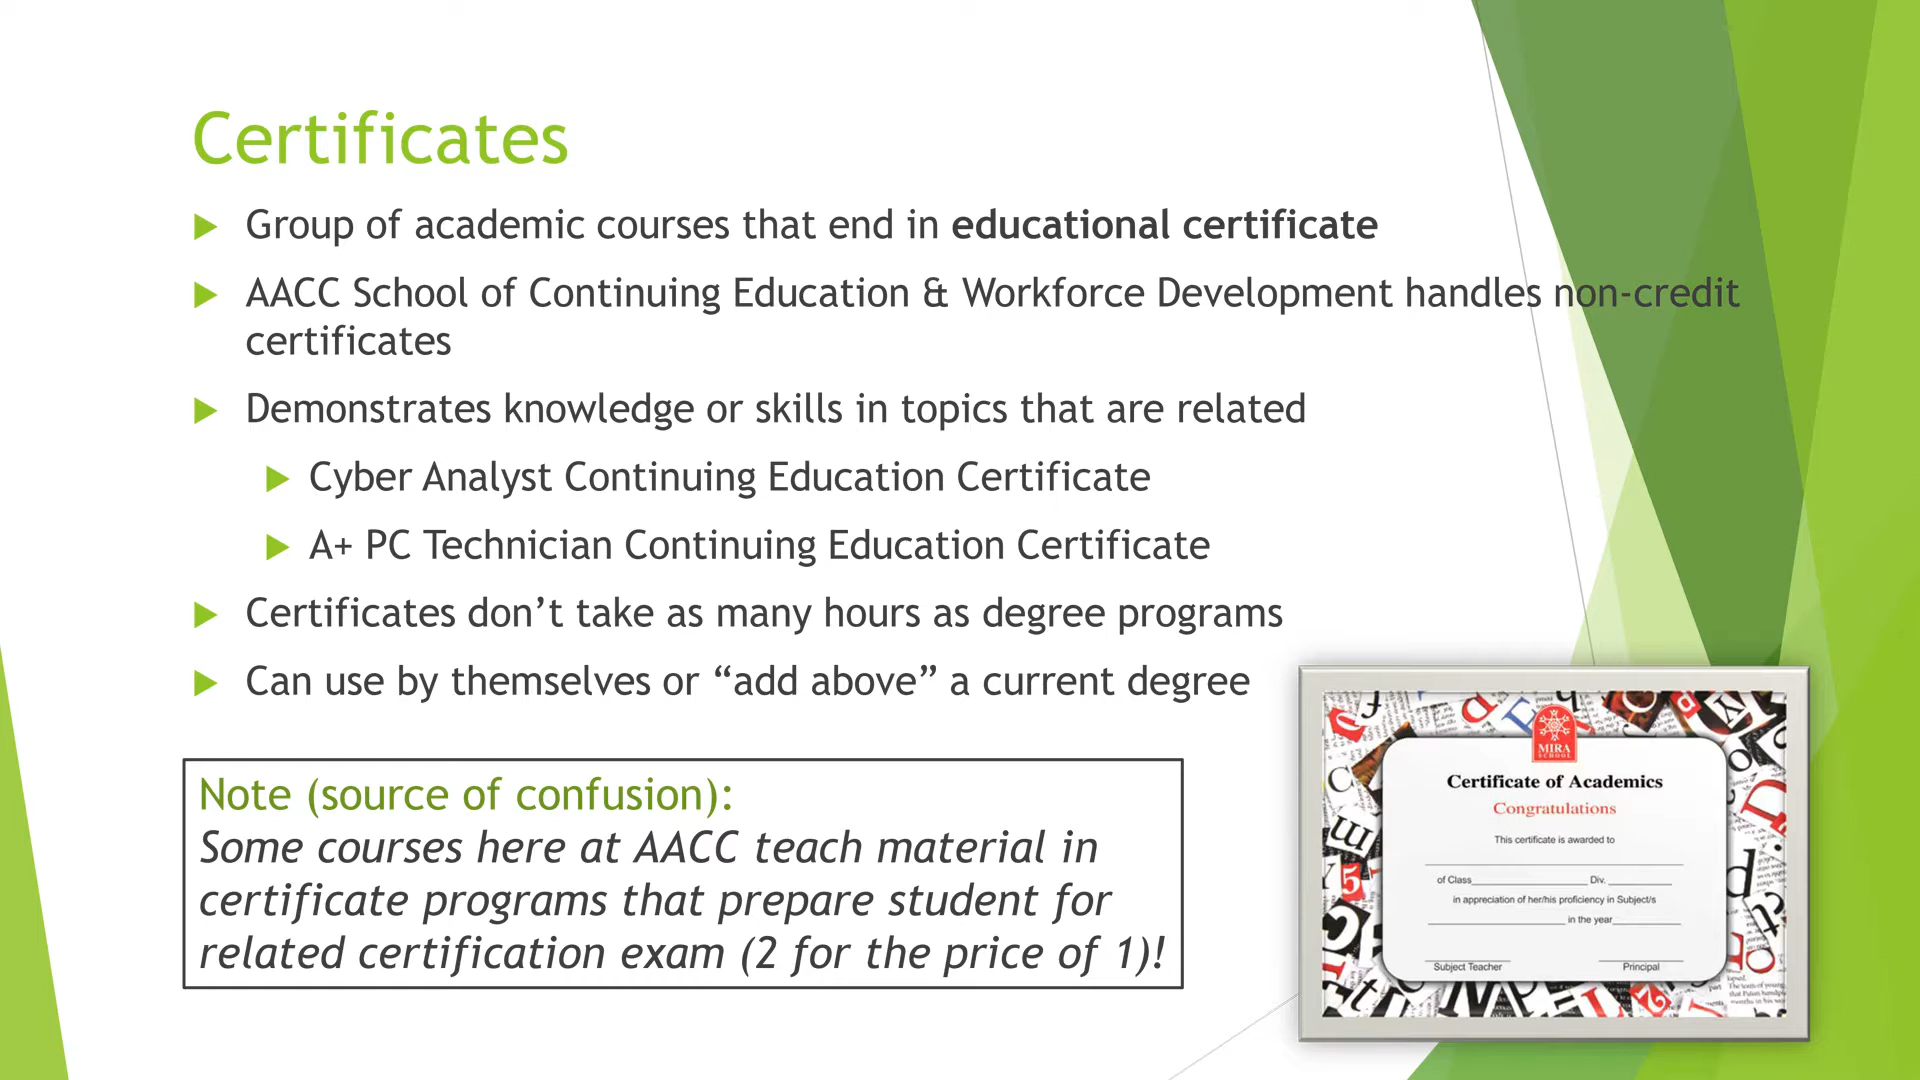 Certificates
Group of academic courses that end in educational certificate
AACC School of Continuing Education & Workforce Development handles non-credit
certificates
Demonstrates knowledge or skills in topics that are related
Cyber Analyst Continuing Education Certificate
A+ PC Technician Continuing Education Certificate
Certificates don’t take as many hours as degree programs
Can use by themselves or “add above” a current degree
Note (source of confusion):
Some courses here at AACC teach material in
certificate programs that prepare student for
related certification exam (2 for the price of 1)!
MIRA
SCHOOL
Certificate of Academics
Congratulations
This certificate is awarded to
of Class Div.
in appreciation of her/his proficiency in Subject/s
in the year
Subject Teacher Principal